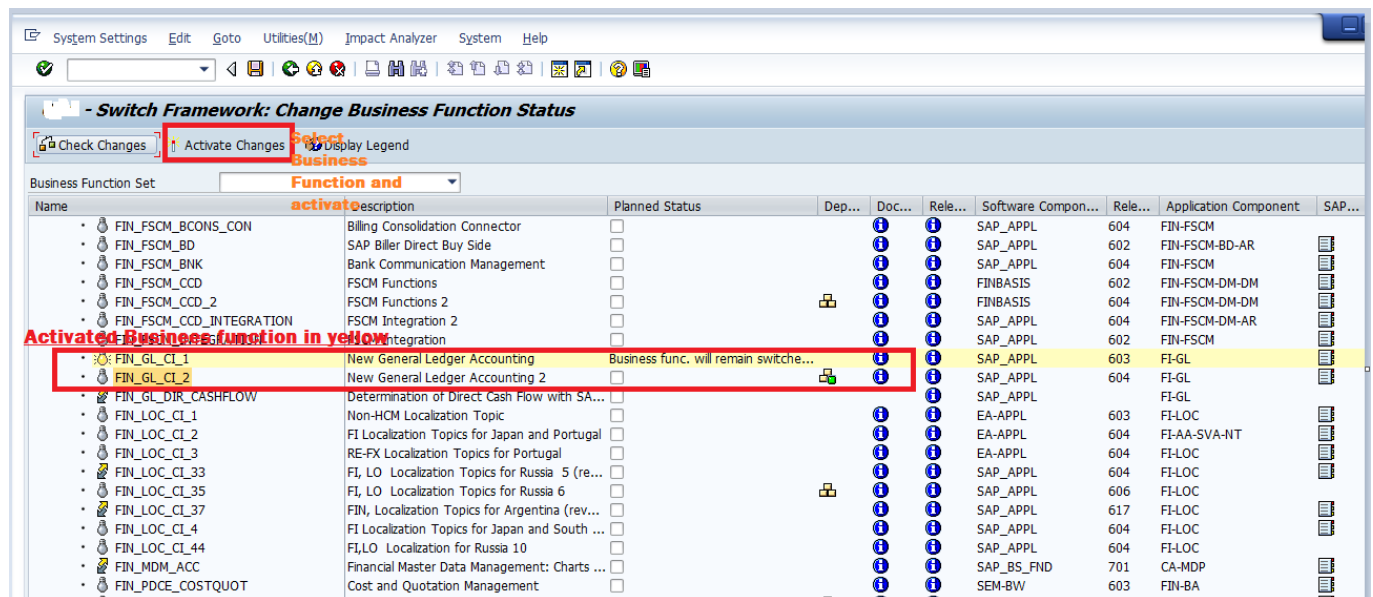 System Settings Edit Goto Utilities(M) Impact Analyzer System Help
- Switch Framework: Change Business Function Status
Check Changes Activate Changes Display Legend
Select
Business
Function and
activate
Business Function Set
Name Description Planned Status Dep... Doc... Rele... Software Compon... Rele... Application Component SAP...
FIN_FSCM_BCONS_CON Billing Consolidation Connector SAP_APPL 604 FIN-FSCM
FIN_FSCM_BD SAP Biller Direct Buy Side SAP_APPL 602 FIN-FSCM-BD-AR
FIN_FSCM_BNK Bank Communication Management SAP_APPL 604 FIN-FSCM
FIN_FSCM_CCD FSCM Functions FINBASIS 602 FIN-FSCM-DM-DM
FIN_FSCM_CCD_2 FSCM Functions 2 FINBASIS 604 FIN-FSCM-DM-DM
FIN_FSCM_CCD_INTEGRATION FSCM Integration 2 SAP_APPL 604 FIN-FSCM-DM-AR
Activated Business function in yellow
Integration SAP_APPL 602 FIN-FSCM
FIN_GL_CI_1 New General Ledger Accounting Business func. will remain switche... SAP_APPL 603 FI-GL
FIN_GL_CI_2 New General Ledger Accounting 2 SAP_APPL 604 FI-GL
FIN_GL_DIR_CASHFLOW Determination of Direct Cash Flow with SA... SAP_APPL FI-GL
FIN_LOC_CI_1 Non-HCM Localization Topic EA-APPL 603 FI-LOC
FIN_LOC_CI_2 FI Localization Topics for Japan and Portugal EA-APPL 604 FI-AA-SVA-NT
FIN_LOC_CI_3 RE-FX Localization Topics for Portugal EA-APPL 604 FI-LOC
FIN_LOC_CI_33 FI, LO Localization Topics for Russia 5 (re... SAP_APPL 604 FI-LOC
FIN_LOC_CI_35 FI, LO Localization Topics for Russia 6 SAP_APPL 606 FI-LOC
FIN_LOC_CI_37 FIN, Localization Topics for Argentina (rev... SAP_APPL 617 FI-LOC
FIN_LOC_CI_4 FI Localization Topics for Japan and South ... SAP_APPL 604 FI-LOC
FIN_LOC_CI_44 FI,LO Localization for Russia 10 SAP_APPL 604 FI-LOC
FIN_MDM_ACC Financial Master Data Management: Charts ... SAP_BS_FND 701 CA-MDP
FIN_PDCE_COSTQUOT Cost and Quotation Management SEM-BW 603 FIN-BA